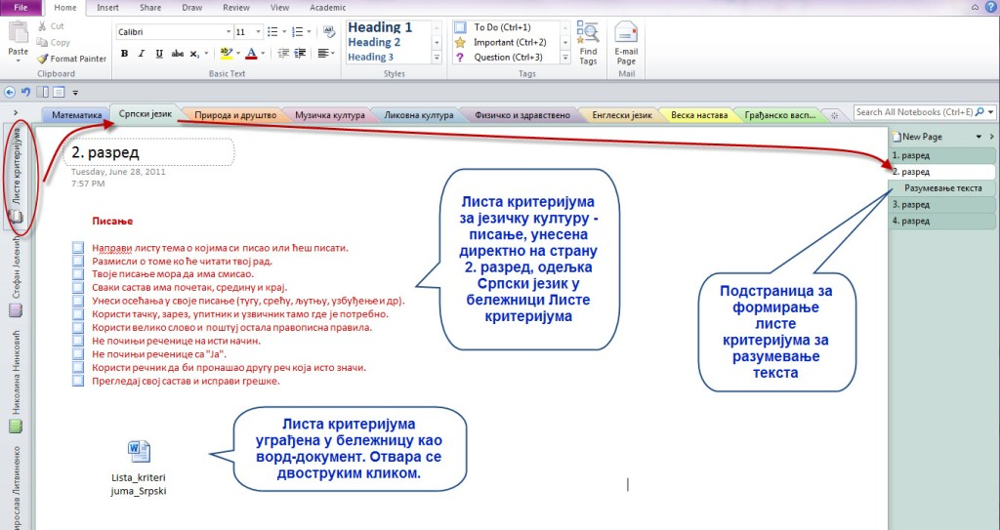 File Home Insert Share Draw Review View Academic
Paste
Cut
Copy
Format Painter
Clipboard
Calibri 11
B I U abc x₂ A
Basic Text
Heading 1
Heading 2
Heading 3
Styles
To Do (Ctrl+1)
Important (Ctrl+2)
Question (Ctrl+3)
Tags
Find
Tags
E-mail
Page
Mail
Математика Српски језик Природа и друштво Музичка култура Ликовна култура Физичко и здравствено Енглески језик Веска настава Грађанско васп...
Search All Notebooks (Ctrl+E)
Листе критеријума
Стефан Јеленић
Николина Нинковић
ирослав Литвиненко
2. разред
Tuesday, June 28, 2011
7:57 PM
Писање
Направи листу тема о којима си писао или ћеш писати.
Размисли о томе ко ће читати твој рад.
Твоје писање мора да има смисао.
Сваки састав има почетак, средину и крај.
Унеси осећања у своје писање (тугу, срећу, љутњу, узбуђење и др).
Користи тачку, зарез, упитник и узвичник тамо где је потребно.
Користи велико слово и поштуј остала правописна правила.
Не почињи реченице на исти начин.
Не почињи реченице са "Ја".
Користи речник да би пронашао другу реч која исто значи.
Прегледај свој састав и исправи грешке.
Lista_kriteri
juma_Srpski
Листа критеријума
за језичку културу -
писање, унесена
директно на страну
2. разред, одељка
Српски језик у
бележници Листе
критеријума
Листа критеријума
уграђена у бележницу као
ворд-документ. Отвара се
двоструким кликом.
New Page
1. разред
2. разред
Разумевање текста
3. разред
4. разред
Подстраница за
формирање
листе
критеријума за
разумевање
текста